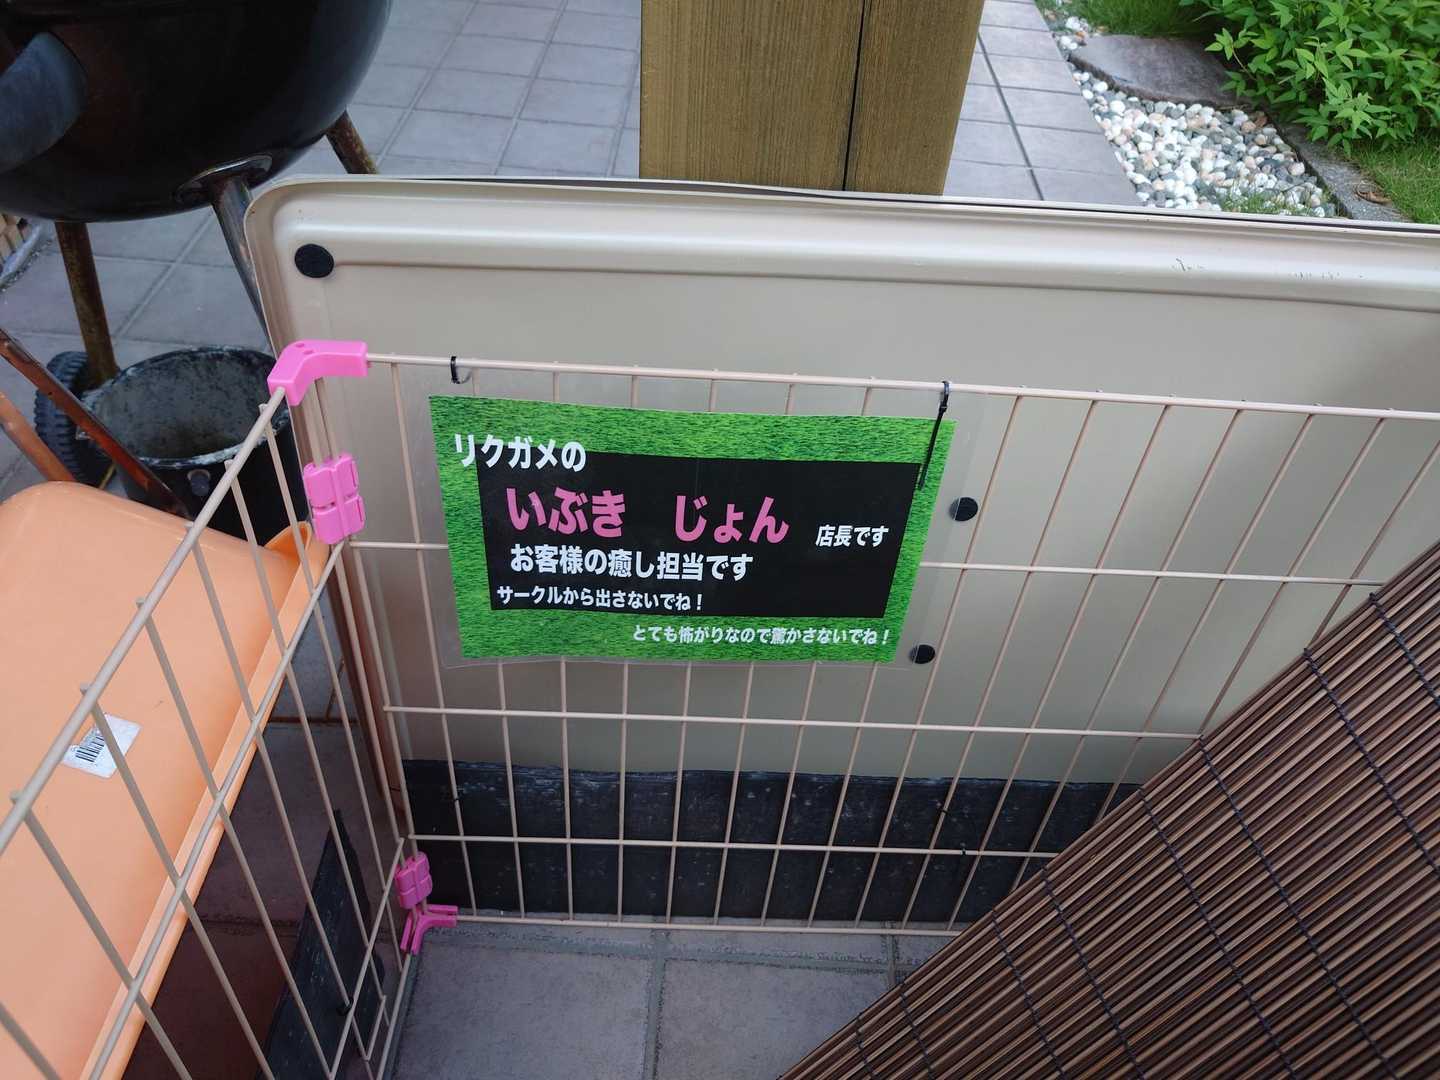 リクガメの
いぶき じょん 店長です
お客様の癒し担当です
サークルから出さないでね！
とても怖がりなので驚かさないでね！